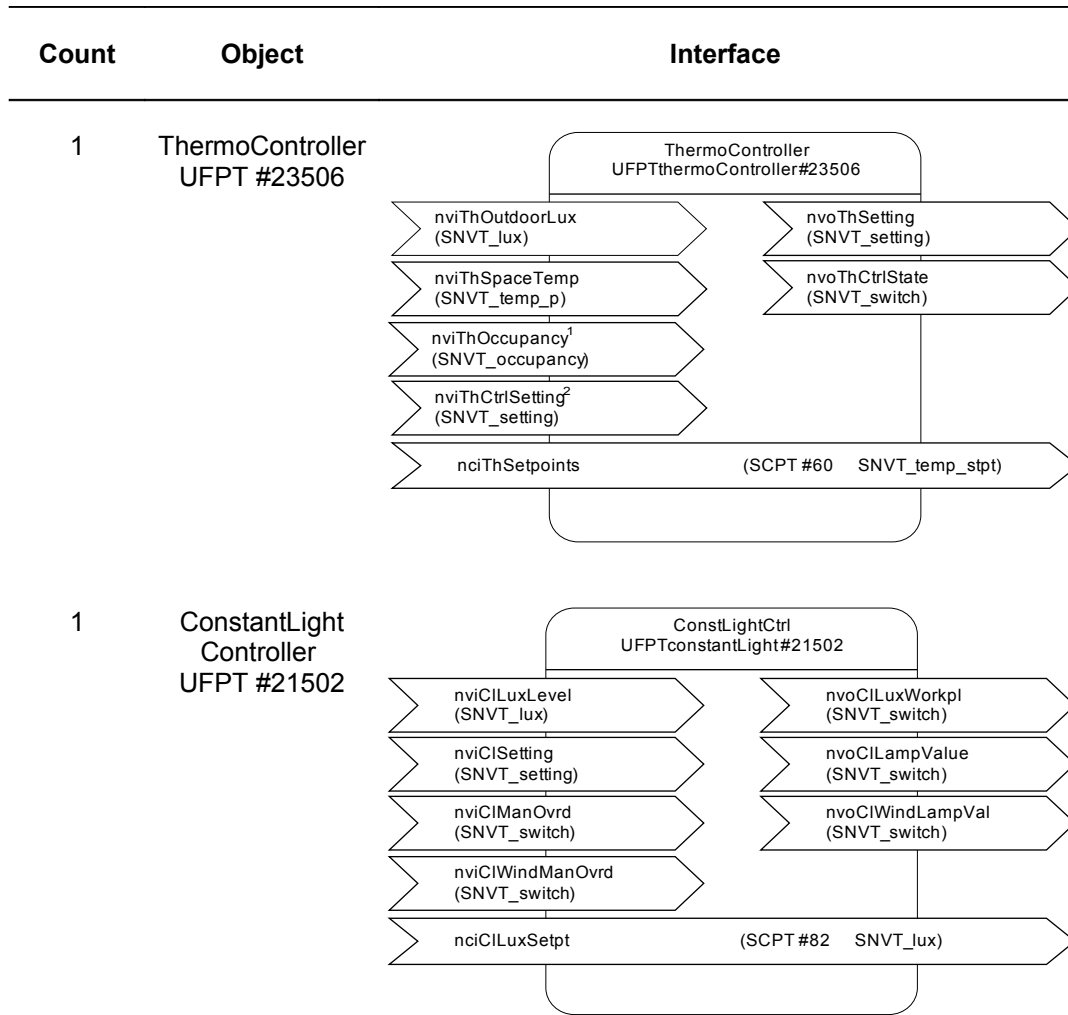 Count Object Interface
1 ThermoController
UFPT #23506
ThermoController
UFPTthermoController#23506
nviThOutdoorLux
(SNVT_lux)
nvoThSetting
(SNVT_setting)
nviThSpaceTemp
(SNVT_temp_p)
nvoThCtrlState
(SNVT_switch)
nviThOccupancy1
(SNVT_occupancy)
nviThCtrlSetting2
(SNVT_setting)
nciThSetpoints (SCPT #60 SNVT_temp_stpt)
1 ConstantLight
Controller
UFPT #21502
ConstLightCtrl
UFPTconstantLight#21502
nviClLuxLevel
(SNVT_lux)
nvoClLuxWorkpl
(SNVT_switch)
nviClSetting
(SNVT_setting)
nvoClLampValue
(SNVT_switch)
nviClManOvrd
(SNVT_switch)
nvoClWindLampVal
(SNVT_switch)
nviClWindManOvrd
(SNVT_switch)
nciClLuxSetpt (SCPT #82 SNVT_lux)